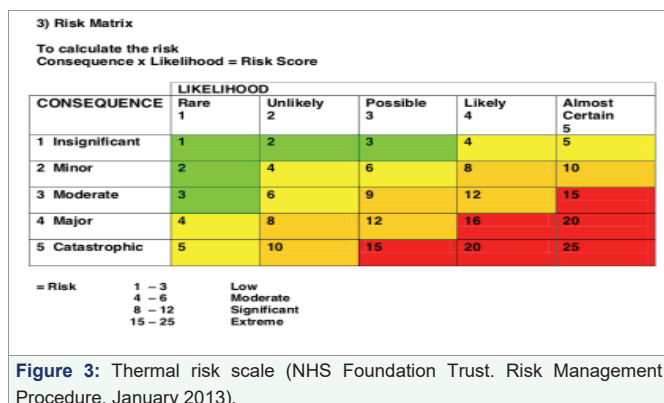 3) Risk Matrix
To calculate the risk
Consequence x Likelihood = Risk Score
LIKELIHOOD
CONSEQUENCE Rare Unlikely Possible Likely Almost
1 2 3 4 Certain
5
1 Insignificant 1 2 3 4 5
2 Minor 2 4 6 8 10
3 Moderate 3 6 9 12 15
4 Major 4 8 12 16 20
5 Catastrophic 5 10 15 20 25
= Risk 1 – 3 Low
4 – 6 Moderate
8 – 12 Significant
15 – 25 Extreme
Figure 3: Thermal risk scale (NHS Foundation Trust. Risk Management
Procedure, January 2013).